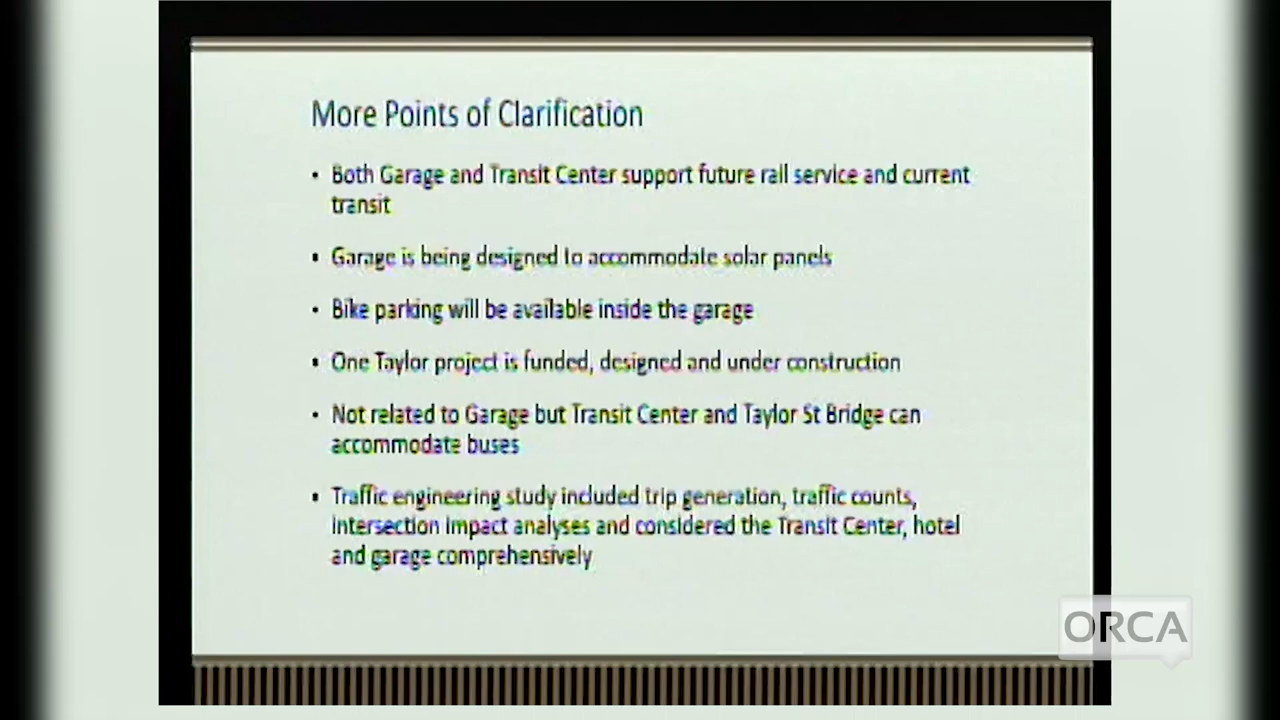 More Points of Clarification
• Both Garage and Transit Center support future rail service and current
transit
• Garage is being designed to accommodate solar panels
• Bike parking will be available inside the garage
• One Taylor project is funded, designed and under construction
• Not related to Garage but Transit Center and Taylor St Bridge can
accommodate buses
• Traffic engineering study included trip generation, traffic counts,
intersection impact analyses and considered the Transit Center, hotel
and garage comprehensively
ORCA